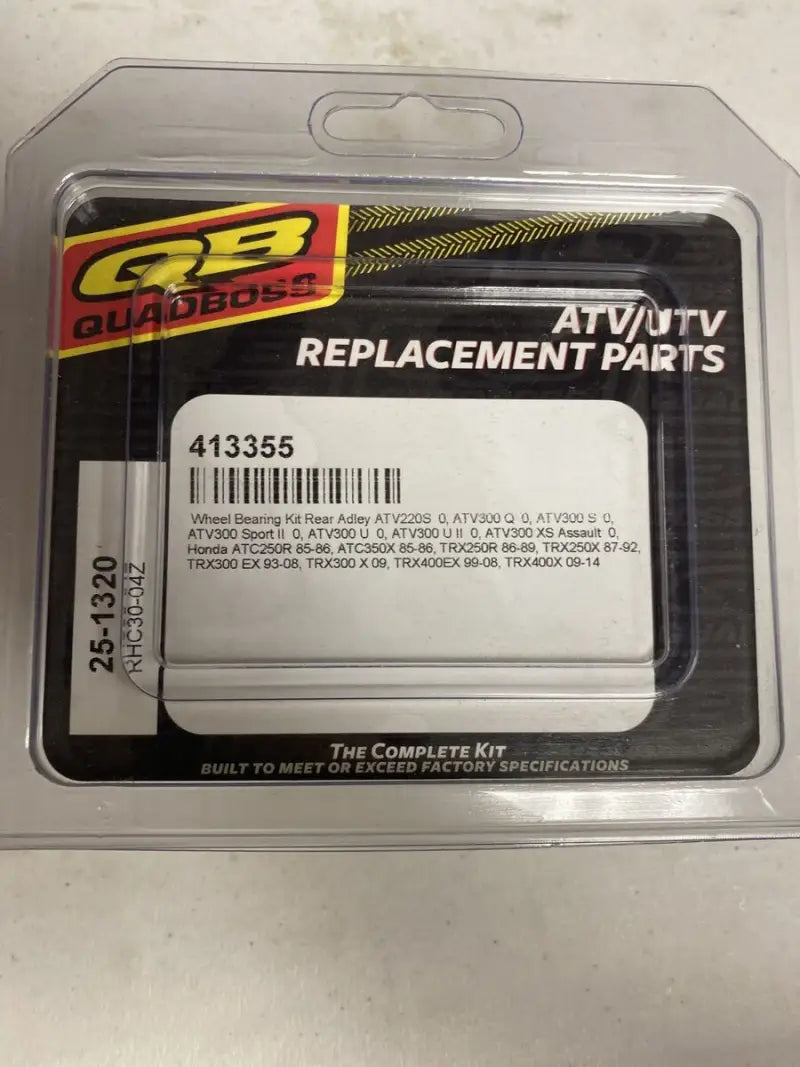 QB
QUADBOSS
ATV/UTV
REPLACEMENT PARTS
413355
Wheel Bearing Kit Rear Adley ATV220S 0, ATV300 Q 0, ATV300 S 0,
ATV300 Sport II 0, ATV300 U 0, ATV300 U II 0, ATV300 XS Assault 0,
Honda ATC250R 85-86, ATC350X 85-86, TRX250R 86-89, TRX250X 87-92,
TRX300 EX 93-08, TRX300 X 09, TRX400EX 99-08, TRX400X 09-14
25-1320
RHC30-04Z
THE COMPLETE KIT
BUILT TO MEET OR EXCEED FACTORY SPECIFICATIONS